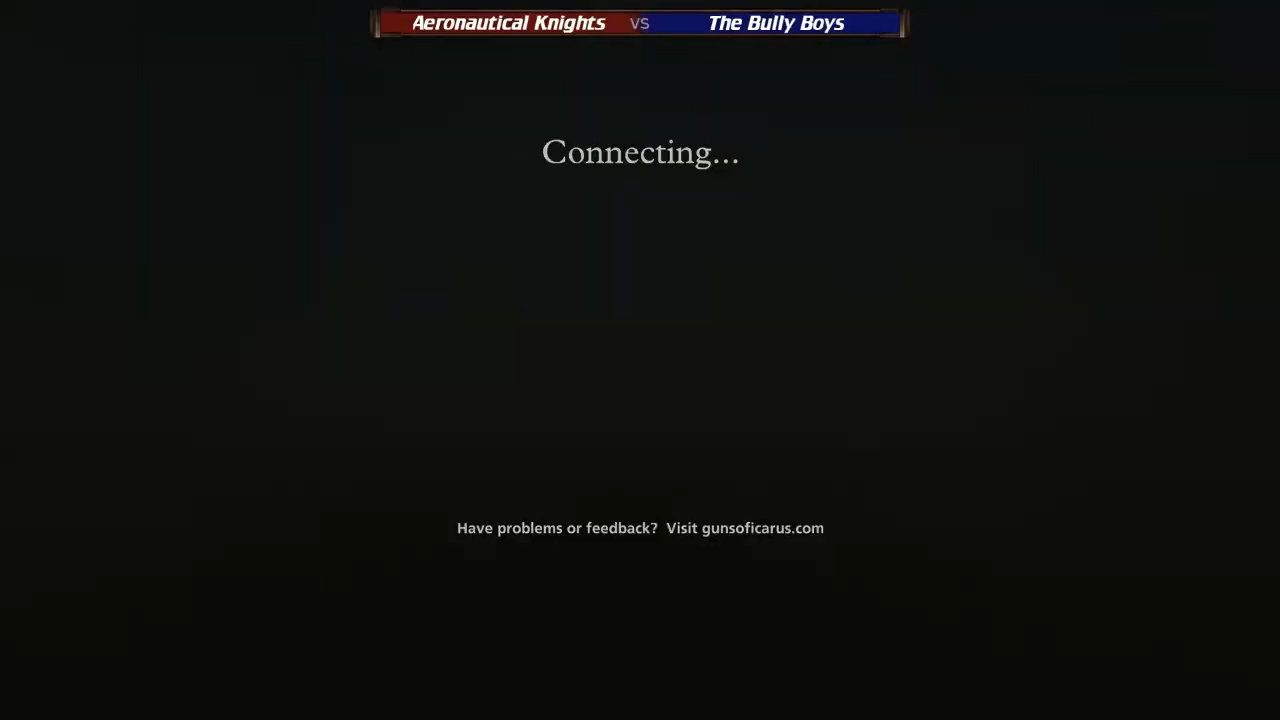 Aeronautical Knights VS The Bully Boys
Connecting...
Have problems or feedback? Visit gunsoficarus.com